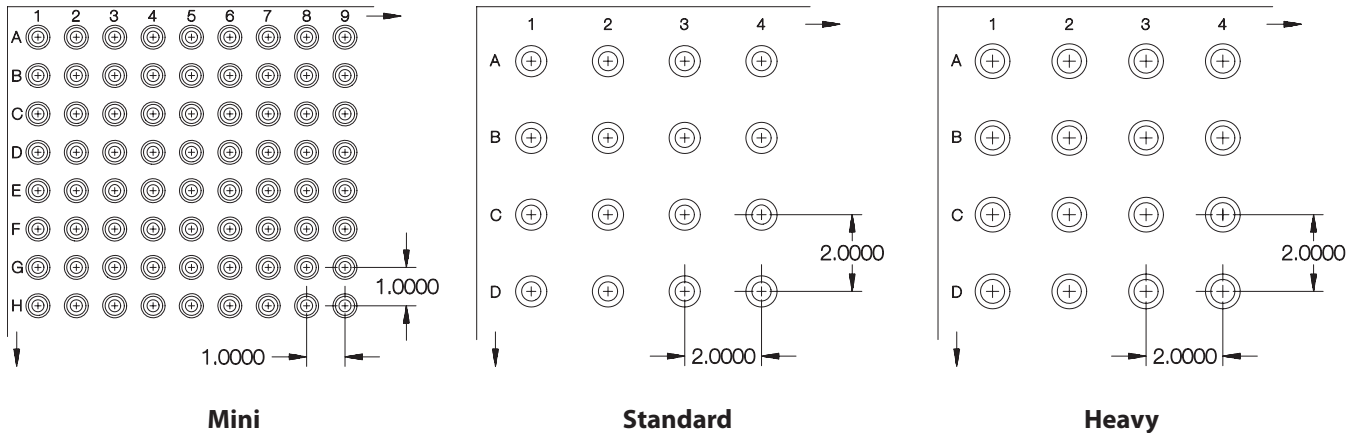 1 2 3 4 5 6 7 8 9
A
B
C
D
E
F
G
H
1.0000
1.0000
Mini
1 2 3 4
A
B
C
D
2.0000
2.0000
Standard
1 2 3 4
A
B
C
D
2.0000
2.0000
Heavy